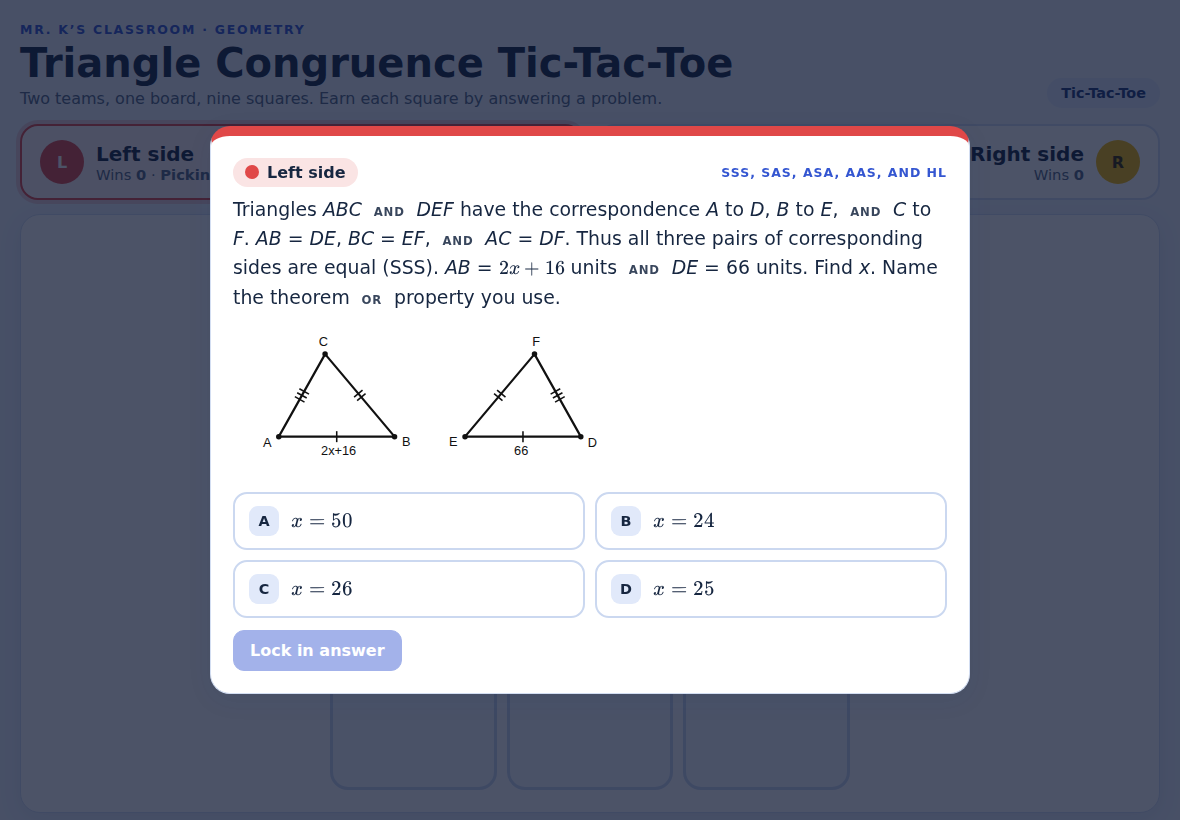 MR. K'S CLASSROOM · GEOMETRY
Triangle Congruence Tic-Tac-Toe
Two teams, one board, nine squares. Earn each square by answering a problem.
Tic-Tac-Toe
L
Left side
Wins 0 · Pickin
Right side
Wins 0
R
Left side
SSS, SAS, ASA, AAS, AND HL
Triangles ABC AND DEF have the correspondence A to D, B to E, AND C to
F. AB = DE, BC = EF, AND AC = DF. Thus all three pairs of corresponding
sides are equal (SSS). AB = 2x + 16 units AND DE = 66 units. Find x. Name
the theorem OR property you use.
C
A
B
2x+16
F
E
D
66
A x = 50
B x = 24
C x = 26
D x = 25
Lock in answer